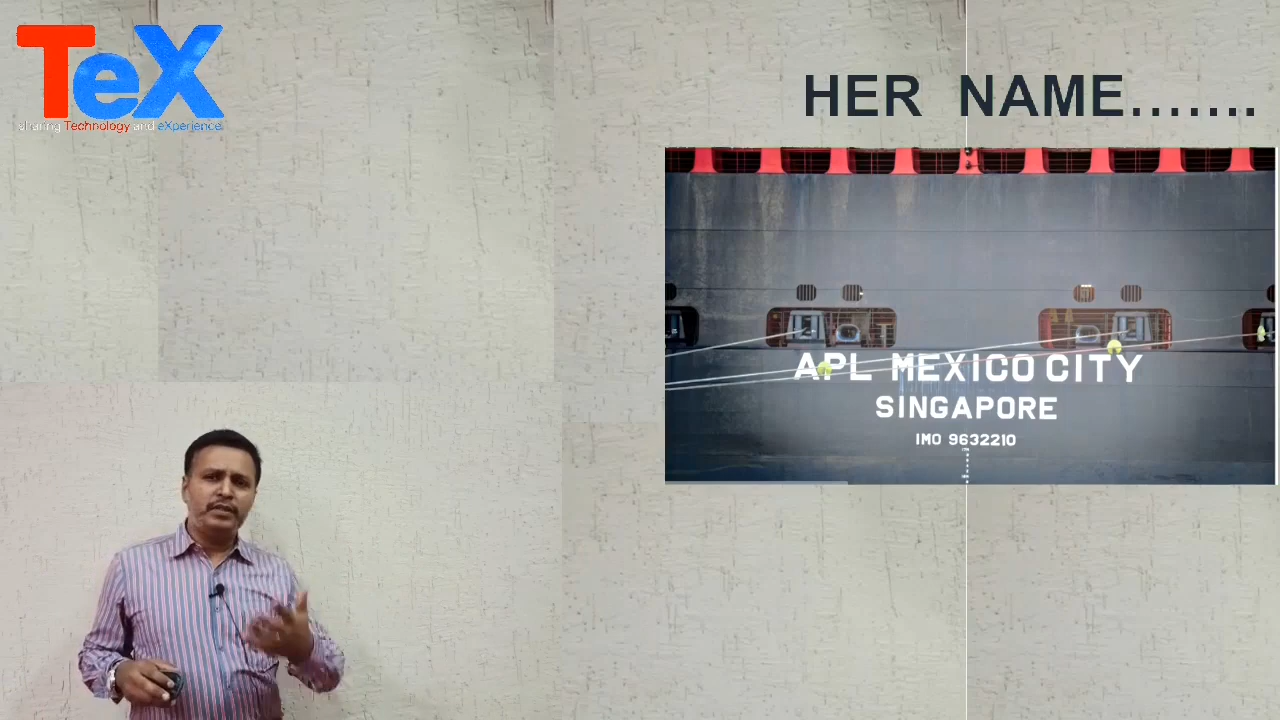 TeX
sharing Technology and eXperience
HER NAME.......
APL MEXICO CITY
SINGAPORE
IMO 9632210